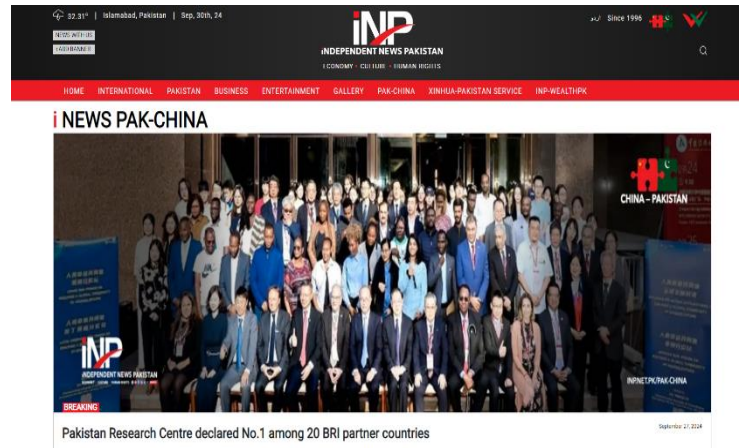 32.31° | Islamabad, Pakistan | Sep, 30th, 24
NEWS WITH US
iNP
INDEPENDENT NEWS PAKISTAN
ECONOMY - CULTURE - HUMAN RIGHTS
اردو Since 1996
HOME INTERNATIONAL PAKISTAN BUSINESS ENTERTAINMENT GALLERY PAK-CHINA XINHUA-PAKISTAN SERVICE INP-WEALTHPK
i NEWS PAK-CHINA
24
CHINA – PAKISTAN
iNP
INDEPENDENT NEWS PAKISTAN
INP.NET.PK/PAK-CHINA
BREAKING
Pakistan Research Centre declared No.1 among 20 BRI partner countries
September 27, 2024